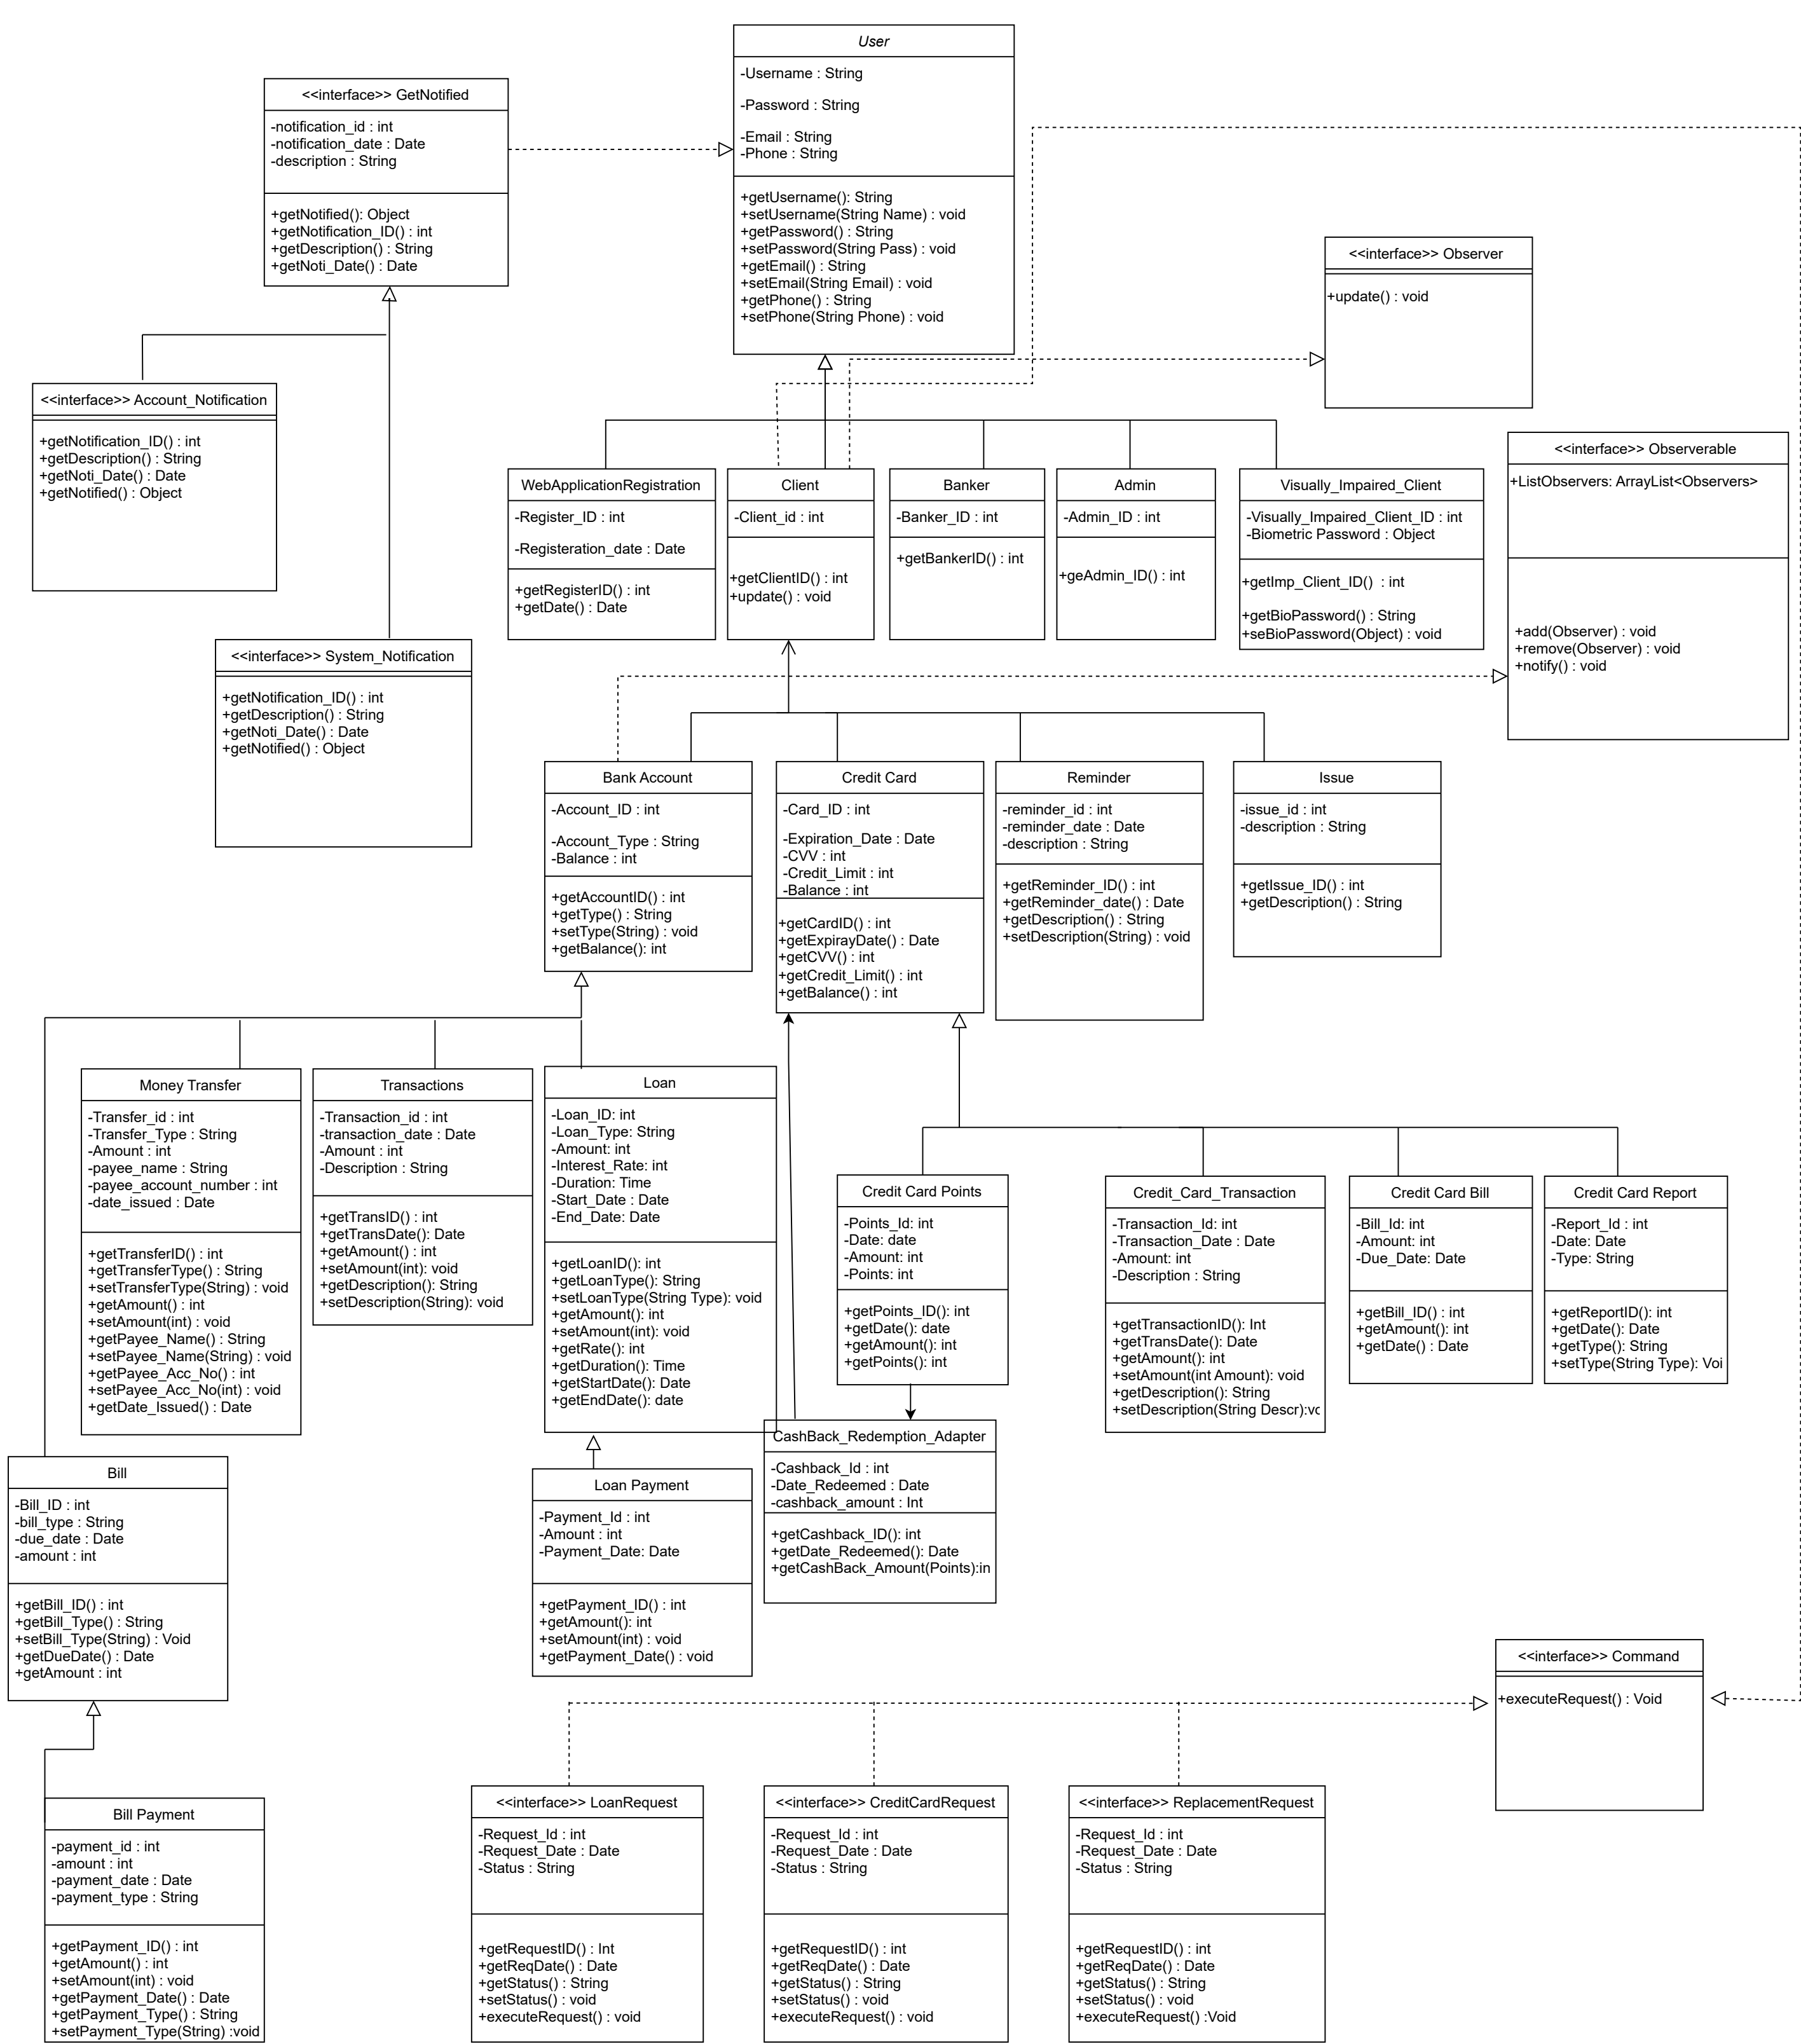 User
-Username : String
-Password : String
-Email : String
-Phone : String
+getUsername(): String
+setUsername(String Name) : void
+getPassword() : String
+setPassword(String Pass) : void
+getEmail() : String
+setEmail(String Email) : void
+getPhone() : String
+setPhone(String Phone) : void
<<interface>> GetNotified
-notification_id : int
-notification_date : Date
-description : String
+getNotified(): Object
+getNotification_ID() : int
+getDescription() : String
+getNoti_Date() : Date
<<interface>> Observer
+update() : void
<<interface>> Account_Notification
+getNotification_ID() : int
+getDescription() : String
+getNoti_Date() : Date
+getNotified() : Object
<<interface>> System_Notification
+getNotification_ID() : int
+getDescription() : String
+getNoti_Date() : Date
+getNotified() : Object
WebApplicationRegistration
-Register_ID : int
-Registeration_date : Date
+getRegisterID() : int
+getDate() : Date
Client
-Client_id : int
+getClientID() : int
+update() : void
Banker
-Banker_ID : int
+getBankerID() : int
Admin
-Admin_ID : int
+geAdmin_ID() : int
Visually_Impaired_Client
-Visually_Impaired_Client_ID : int
-Biometric Password : Object
+getImp_Client_ID()  : int
+getBioPassword() : String
+seBioPassword(Object) : void
<<interface>> Observerable
+ListObservers: ArrayList<Observers>
+add(Observer) : void
+remove(Observer) : void
+notify() : void
Bank Account
-Account_ID : int
-Account_Type : String
-Balance : int
+getAccountID() : int
+getType() : String
+setType(String) : void
+getBalance(): int
Credit Card
-Card_ID : int
-Expiration_Date : Date
-CVV : int
-Credit_Limit : int
-Balance : int
+getCardID() : int
+getExpirayDate() : Date
+getCVV() : int
+getCredit_Limit() : int
+getBalance() : int
Reminder
-reminder_id : int
-reminder_date : Date
-description : String
+getReminder_ID() : int
+getReminder_date() : Date
+getDescription() : String
+setDescription(String) : void
Issue
-issue_id : int
-description : String
+getIssue_ID() : int
+getDescription() : String
Money Transfer
-Transfer_id : int
-Transfer_Type : String
-Amount : int
-payee_name : String
-payee_account_number : int
-date_issued : Date
+getTransferID() : int
+getTransferType() : String
+setTransferType(String) : void
+getAmount() : int
+setAmount(int) : void
+getPayee_Name() : String
+setPayee_Name(String) : void
+getPayee_Acc_No() : int
+setPayee_Acc_No(int) : void
+getDate_Issued() : Date
Transactions
-Transaction_id : int
-transaction_date : Date
-Amount : int
-Description : String
+getTransID() : int
+getTransDate(): Date
+getAmount() : int
+setAmount(int): void
+getDescription(): String
+setDescription(String): void
Loan
-Loan_ID: int
-Loan_Type: String
-Amount: int
-Interest_Rate: int
-Duration: Time
-Start_Date : Date
-End_Date: Date
+getLoanID(): int
+getLoanType(): String
+setLoanType(String Type): void
+getAmount(): int
+setAmount(int): void
+getRate(): int
+getDuration(): Time
+getStartDate(): Date
+getEndDate(): date
Credit Card Points
-Points_Id: int
-Date: date
-Amount: int
-Points: int
+getPoints_ID(): int
+getDate(): date
+getAmount(): int
+getPoints(): int
Credit_Card_Transaction
-Transaction_Id: int
-Transaction_Date : Date
-Amount: int
-Description : String
+getTransactionID(): Int
+getTransDate(): Date
+getAmount(): int
+setAmount(int Amount): void
+getDescription(): String
+setDescription(String Descr):vo
Credit Card Bill
-Bill_Id: int
-Amount: int
-Due_Date: Date
+getBill_ID() : int
+getAmount(): int
+getDate() : Date
Credit Card Report
-Report_Id : int
-Date: Date
-Type: String
+getReportID(): int
+getDate(): Date
+getType(): String
+setType(String Type): Voi
CashBack_Redemption_Adapter
-Cashback_Id : int
-Date_Redeemed : Date
-cashback_amount : Int
+getCashback_ID(): int
+getDate_Redeemed(): Date
+getCashBack_Amount(Points):in
Bill
-Bill_ID : int
-bill_type : String
-due_date : Date
-amount : int
+getBill_ID() : int
+getBill_Type() : String
+setBill_Type(String) : Void
+getDueDate() : Date
+getAmount : int
Loan Payment
-Payment_Id : int
-Amount : int
-Payment_Date: Date
+getPayment_ID() : int
+getAmount(): int
+setAmount(int) : void
+getPayment_Date() : void
<<interface>> Command
+executeRequest() : Void
Bill Payment
-payment_id : int
-amount : int
-payment_date : Date
-payment_type : String
+getPayment_ID() : int
+getAmount() : int
+setAmount(int) : void
+getPayment_Date() : Date
+getPayment_Type() : String
+setPayment_Type(String) :void
<<interface>> LoanRequest
-Request_Id : int
-Request_Date : Date
-Status : String
+getRequestID() : Int
+getReqDate() : Date
+getStatus() : String
+setStatus() : void
+executeRequest() : void
<<interface>> CreditCardRequest
-Request_Id : int
-Request_Date : Date
-Status : String
+getRequestID() : int
+getReqDate() : Date
+getStatus() : String
+setStatus() : void
+executeRequest() : void
<<interface>> ReplacementRequest
-Request_Id : int
-Request_Date : Date
-Status : String
+getRequestID() : int
+getReqDate() : Date
+getStatus() : String
+setStatus() : void
+executeRequest() :Void